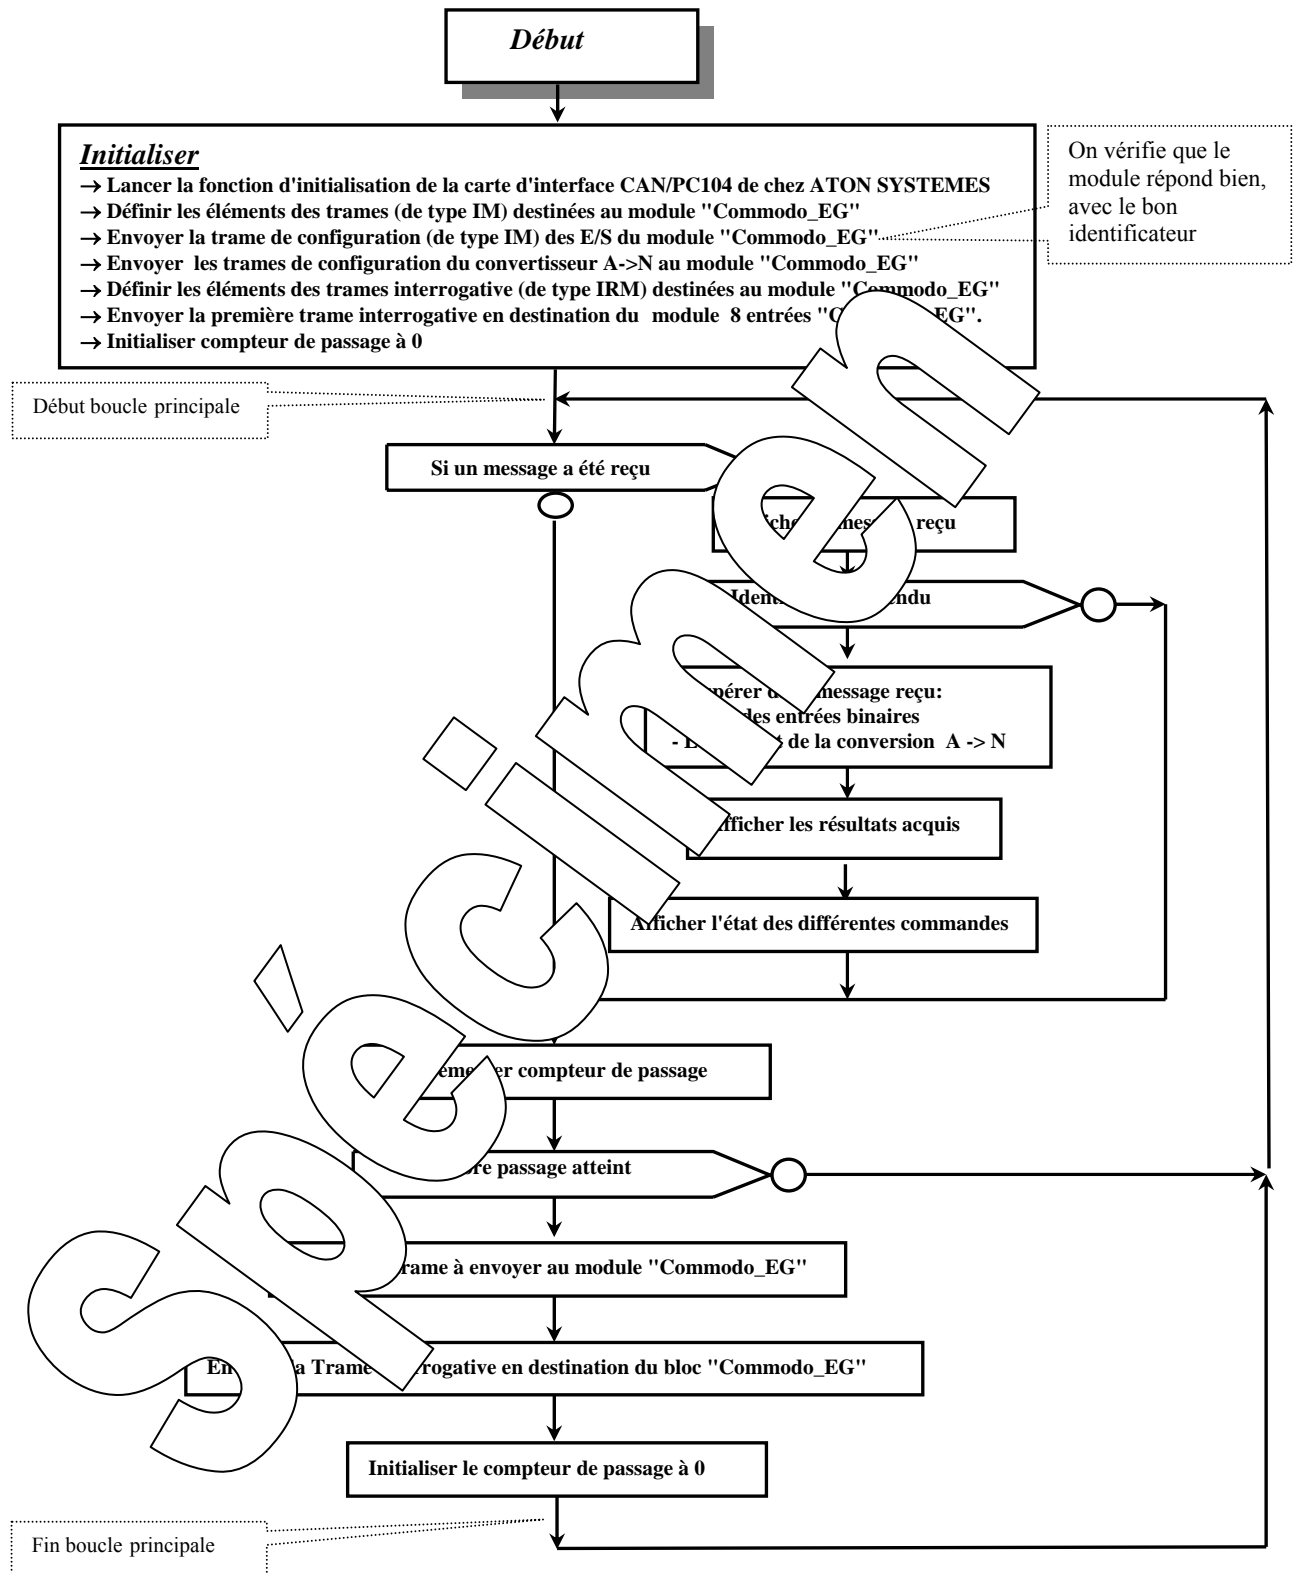 Début
Initialiser
→ Lancer la fonction d'initialisation de la carte d'interface CAN/PC104 de chez ATON SYSTEMES
→ Définir les éléments des trames (de type IM) destinées au module "Commodo_EG"
→ Envoyer la trame de configuration (de type IM) des E/S du module "Commodo_EG"
→ Envoyer les trames de configuration du convertisseur A->N au module "Commodo_EG"
→ Définir les éléments des trames interrogative (de type IRM) destinées au module "Commodo_EG"
→ Envoyer la première trame interrogative en destination du module 8 entrées
→ Initialiser compteur de passage à 0
On vérifie que le
module répond bien,
avec le bon
identificateur
Début boucle principale
Si un message a été reçu
reçu
message reçu:
des entrées binaires
- de la conversion A -> N
Afficher les résultats acquis
Afficher l'état des différentes commandes
compteur de passage
passage atteint
à envoyer au module "Commodo_EG"
Trame en destination du bloc "Commodo_EG"
Initialiser le compteur de passage à 0
Fin boucle principale
Spécimen